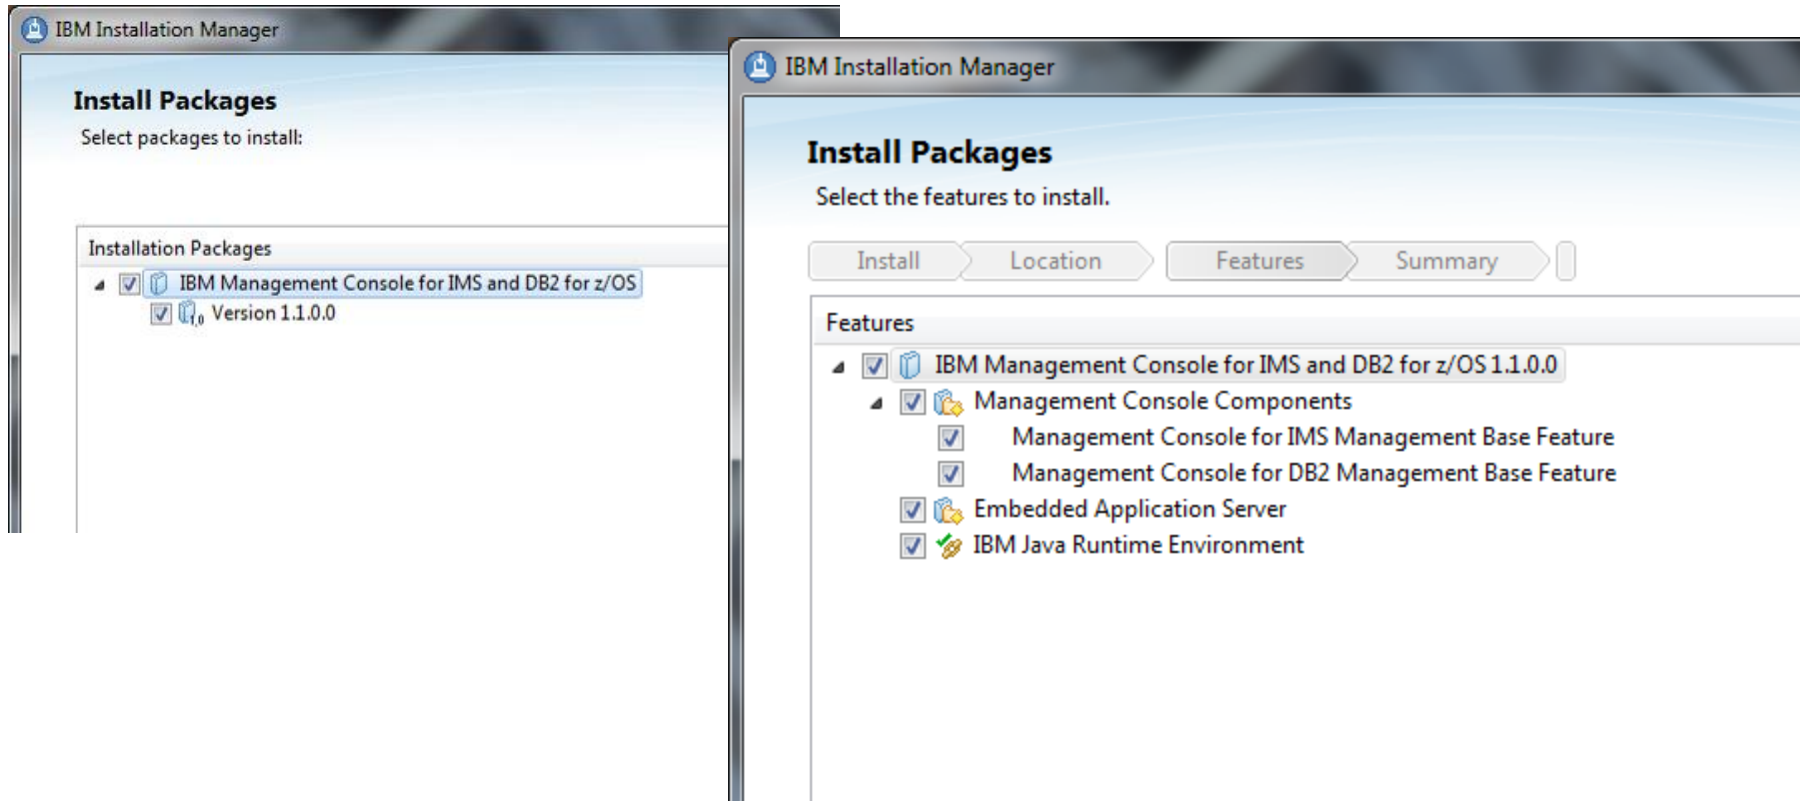 IBM Installation Manager
Install Packages
Select packages to install:
Installation Packages
IBM Management Console for IMS and DB2 for z/OS
1.0 Version 1.1.0.0
IBM Installation Manager
Install Packages
Select the features to install.
Install Location Features Summary
Features
IBM Management Console for IMS and DB2 for z/OS 1.1.0.0
Management Console Components
Management Console for IMS Management Base Feature
Management Console for DB2 Management Base Feature
Embedded Application Server
IBM Java Runtime Environment